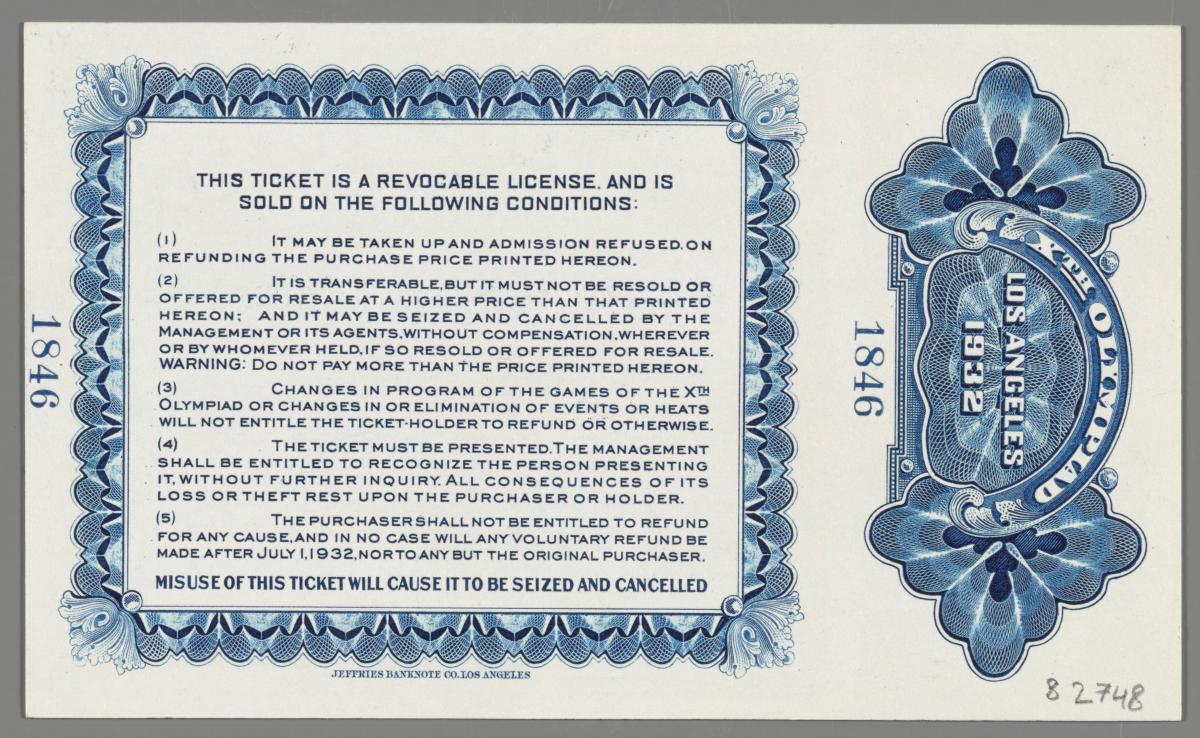 THIS TICKET IS A REVOCABLE LICENSE, AND IS
SOLD ON THE FOLLOWING CONDITIONS:
(1) IT MAY BE TAKEN UP AND ADMISSION REFUSED, ON
REFUNDING THE PURCHASE PRICE PRINTED HEREON.
(2) IT IS TRANSFERABLE, BUT IT MUST NOT BE RESOLD OR
OFFERED FOR RESALE AT A HIGHER PRICE THAN THAT PRINTED
HEREON; AND IT MAY BE SEIZED AND CANCELLED BY THE
MANAGEMENT OR ITS AGENTS, WITHOUT COMPENSATION, WHEREVER
OR BY WHOMEVER HELD, IF SO RESOLD OR OFFERED FOR RESALE.
WARNING: DO NOT PAY MORE THAN THE PRICE PRINTED HEREON.
(3) CHANGES IN PROGRAM OF THE GAMES OF THE XTH
OLYMPIAD OR CHANGES IN OR ELIMINATION OF EVENTS OR HEATS
WILL NOT ENTITLE THE TICKET-HOLDER TO REFUND OR OTHERWISE.
(4) THE TICKET MUST BE PRESENTED. THE MANAGEMENT
SHALL BE ENTITLED TO RECOGNIZE THE PERSON PRESENTING
IT, WITHOUT FURTHER INQUIRY. ALL CONSEQUENCES OF ITS
LOSS OR THEFT REST UPON THE PURCHASER OR HOLDER.
(5) THE PURCHASER SHALL NOT BE ENTITLED TO REFUND
FOR ANY CAUSE, AND IN NO CASE WILL ANY VOLUNTARY REFUND BE
MADE AFTER JULY 1, 1932, NOR TO ANY BUT THE ORIGINAL PURCHASER.
MISUSE OF THIS TICKET WILL CAUSE IT TO BE SEIZED AND CANCELLED
JEFFRIES BANKNOTE CO. LOS ANGELES
1846
1846
XTH OLYMPIAD
LOS ANGELES
1932
82748